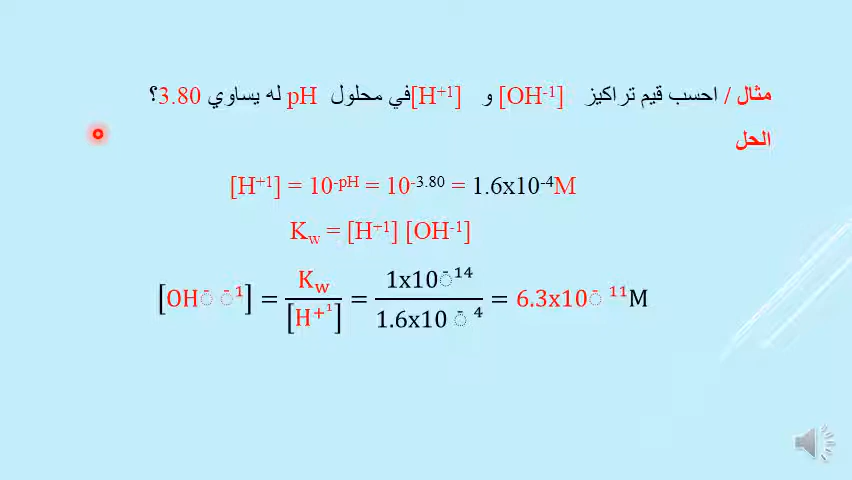 مثال / احسب قيم تراكيز [OH⁻¹] و [H⁺¹] في محلول pH له يساوي 3.80؟
الحل
[H⁺¹] = 10⁻ᵖᴴ = 10⁻³·⁸⁰ = 1.6x10⁻⁴M
Kw = [H⁺¹] [OH⁻¹]
[OH⁻ ⁻¹] = Kw / [H⁺¹] = 1x10⁻¹⁴ / 1.6x10⁻⁴ = 6.3x10⁻¹¹M